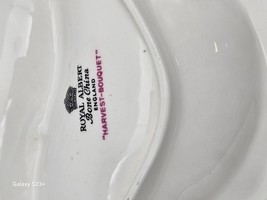 ROYAL ALBERT
Bone China
ENGLAND
"HARVEST-BOUQUET"
Galaxy S23+